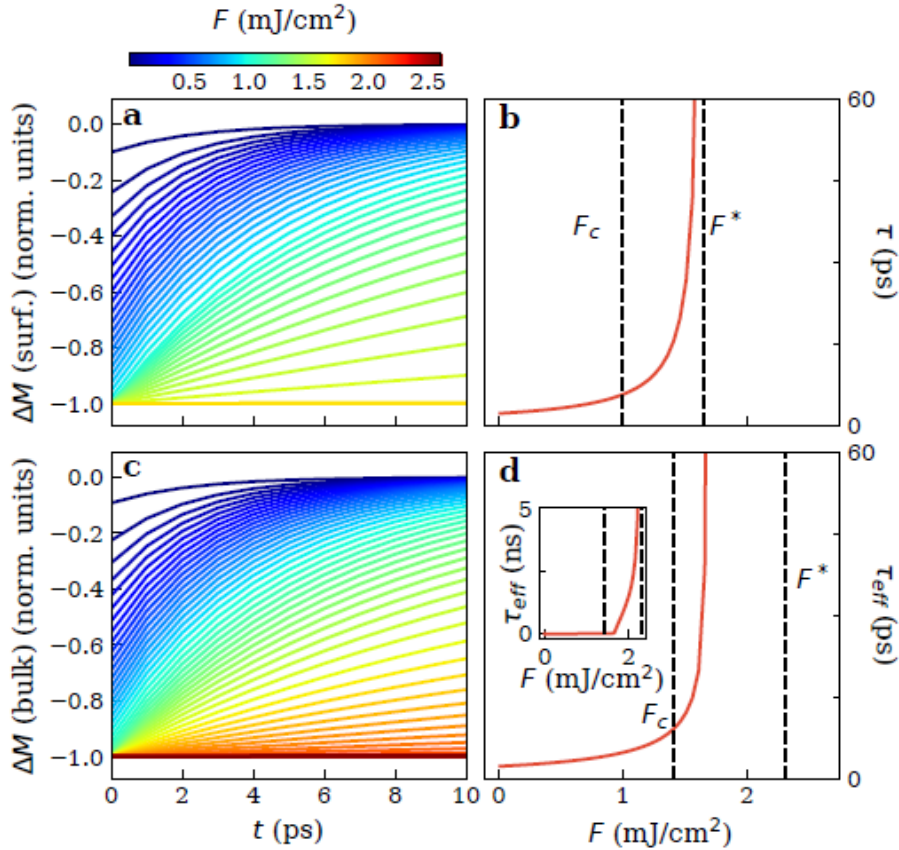 F (mJ/cm²)
0.5 1.0 1.5 2.0 2.5
a
ΔM (surf.) (norm. units)
0.0
−0.2
−0.4
−0.6
−0.8
−1.0
b
F_c
F*
60
0
τ (ps)
c
ΔM (bulk) (norm. units)
0.0
−0.2
−0.4
−0.6
−0.8
−1.0
0 2 4 6 8 10
t (ps)
d
τ_eff (ns)
5
0
0 2
F (mJ/cm²)
F_c
F*
60
0
τ_eff (ps)
0 1 2
F (mJ/cm²)